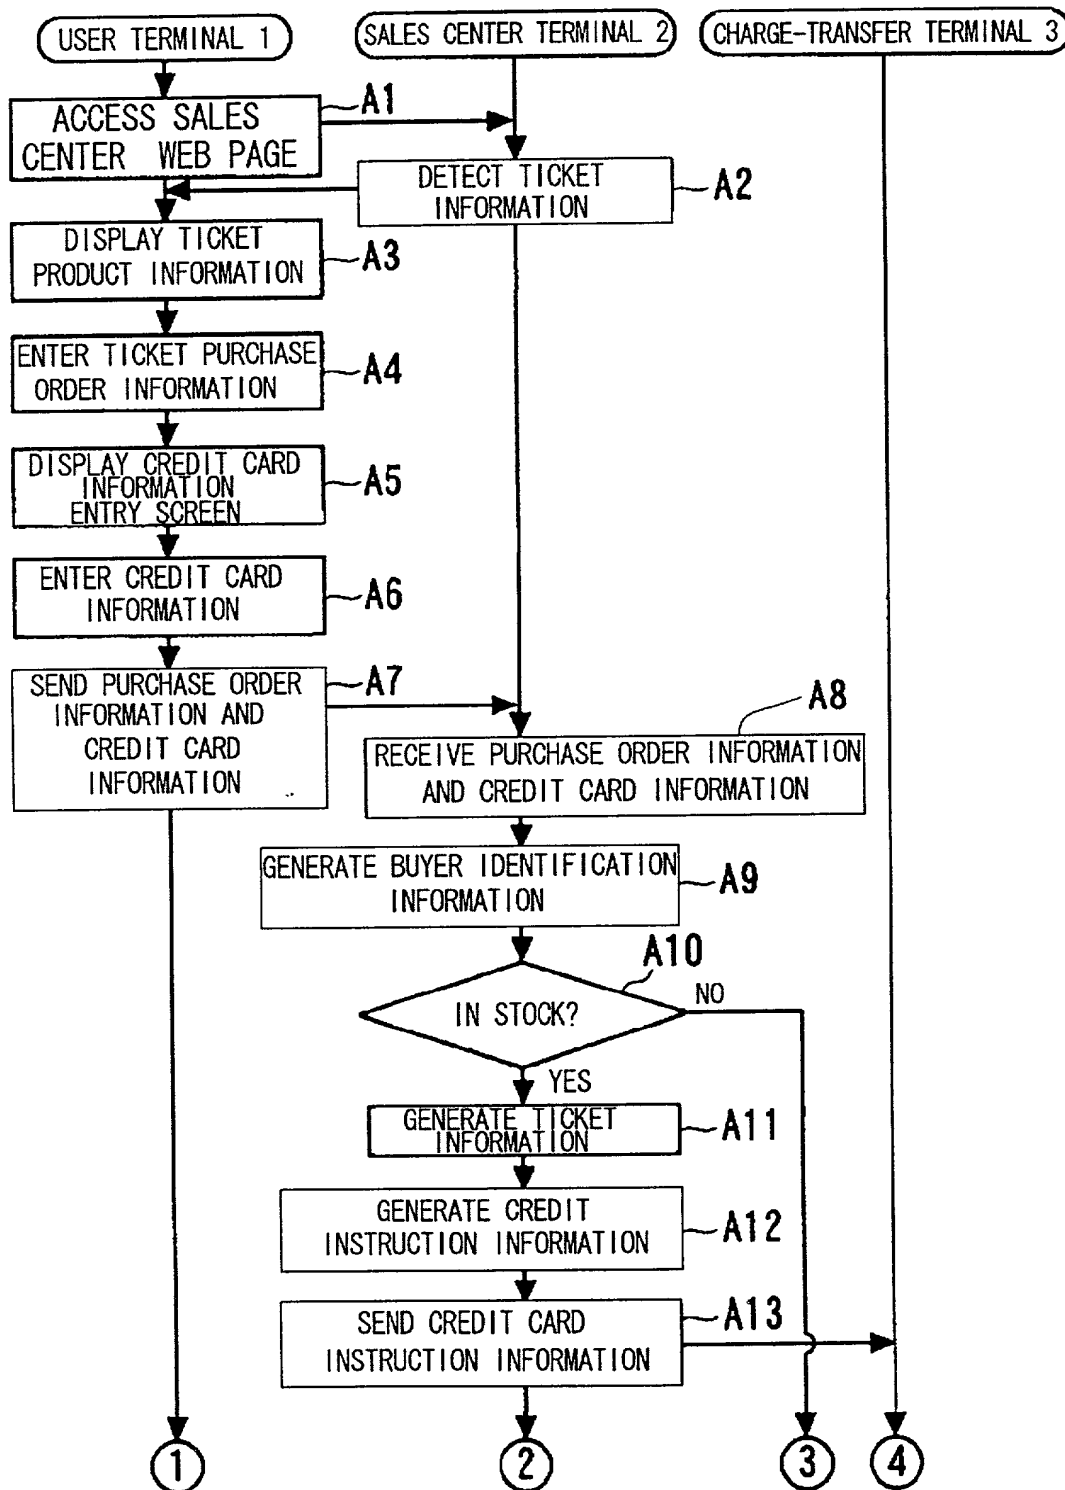 USER TERMINAL 1
SALES CENTER TERMINAL 2
CHARGE-TRANSFER TERMINAL 3
ACCESS SALES
CENTER WEB PAGE
A1
DETECT TICKET
INFORMATION
A2
DISPLAY TICKET
PRODUCT INFORMATION
A3
ENTER TICKET PURCHASE
ORDER INFORMATION
A4
DISPLAY CREDIT CARD
INFORMATION
ENTRY SCREEN
A5
ENTER CREDIT CARD
INFORMATION
A6
SEND PURCHASE ORDER
INFORMATION AND
CREDIT CARD
INFORMATION
A7
A8
RECEIVE PURCHASE ORDER INFORMATION
AND CREDIT CARD INFORMATION
GENERATE BUYER IDENTIFICATION
INFORMATION
A9
A10
IN STOCK?
NO
YES
GENERATE TICKET
INFORMATION
A11
GENERATE CREDIT
INSTRUCTION INFORMATION
A12
SEND CREDIT CARD
INSTRUCTION INFORMATION
A13
1
2
3
4